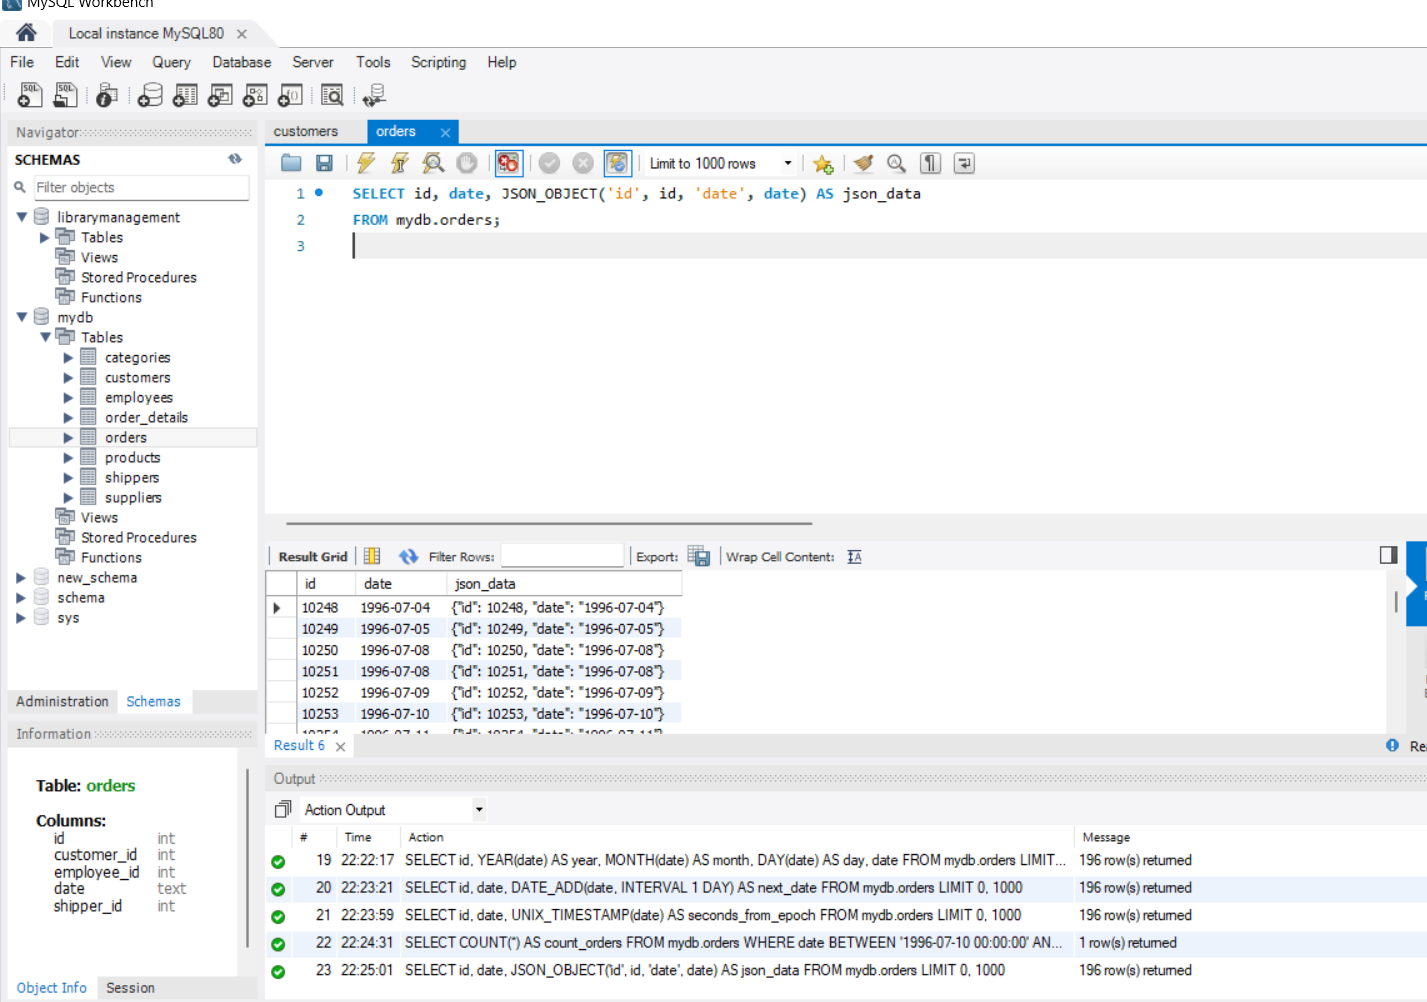 MySQL Workbench
Local instance MySQL80
File Edit View Query Database Server Tools Scripting Help
Navigator
SCHEMAS
Filter objects
librarymanagement
Tables
Views
Stored Procedures
Functions
mydb
Tables
categories
customers
employees
order_details
orders
products
shippers
suppliers
Views
Stored Procedures
Functions
new_schema
schema
sys
Administration Schemas
Information
Table: orders
Columns:
id int
customer_id int
employee_id int
date text
shipper_id int
Object Info Session
customers orders
Limit to 1000 rows
1 SELECT id, date, JSON_OBJECT('id', id, 'date', date) AS json_data
2 FROM mydb.orders;
3
Result Grid Filter Rows: Export: Wrap Cell Content:
id date json_data
10248 1996-07-04 {"id": 10248, "date": "1996-07-04"}
10249 1996-07-05 {"id": 10249, "date": "1996-07-05"}
10250 1996-07-08 {"id": 10250, "date": "1996-07-08"}
10251 1996-07-08 {"id": 10251, "date": "1996-07-08"}
10252 1996-07-09 {"id": 10252, "date": "1996-07-09"}
10253 1996-07-10 {"id": 10253, "date": "1996-07-10"}
10254 1996-07-11 {"id": 10254, "date": "1996-07-11"}
Result 6
Output
Action Output
# Time Action Message
19 22:22:17 SELECT id, YEAR(date) AS year, MONTH(date) AS month, DAY(date) AS day, date FROM mydb.orders LIMIT... 196 row(s) returned
20 22:23:21 SELECT id, date, DATE_ADD(date, INTERVAL 1 DAY) AS next_date FROM mydb.orders LIMIT 0, 1000 196 row(s) returned
21 22:23:59 SELECT id, date, UNIX_TIMESTAMP(date) AS seconds_from_epoch FROM mydb.orders LIMIT 0, 1000 196 row(s) returned
22 22:24:31 SELECT COUNT(*) AS count_orders FROM mydb.orders WHERE date BETWEEN '1996-07-10 00:00:00' AN... 1 row(s) returned
23 22:25:01 SELECT id, date, JSON_OBJECT('id', id, 'date', date) AS json_data FROM mydb.orders LIMIT 0, 1000 196 row(s) returned